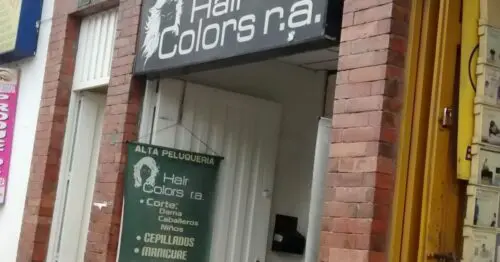 Hair
Colors r.a.
ALTA PELUQUERIA
Hair
Colors r.a.
• Corte:
Dama
Caballeros
Niños
• CEPILLADOS
• MANICURE